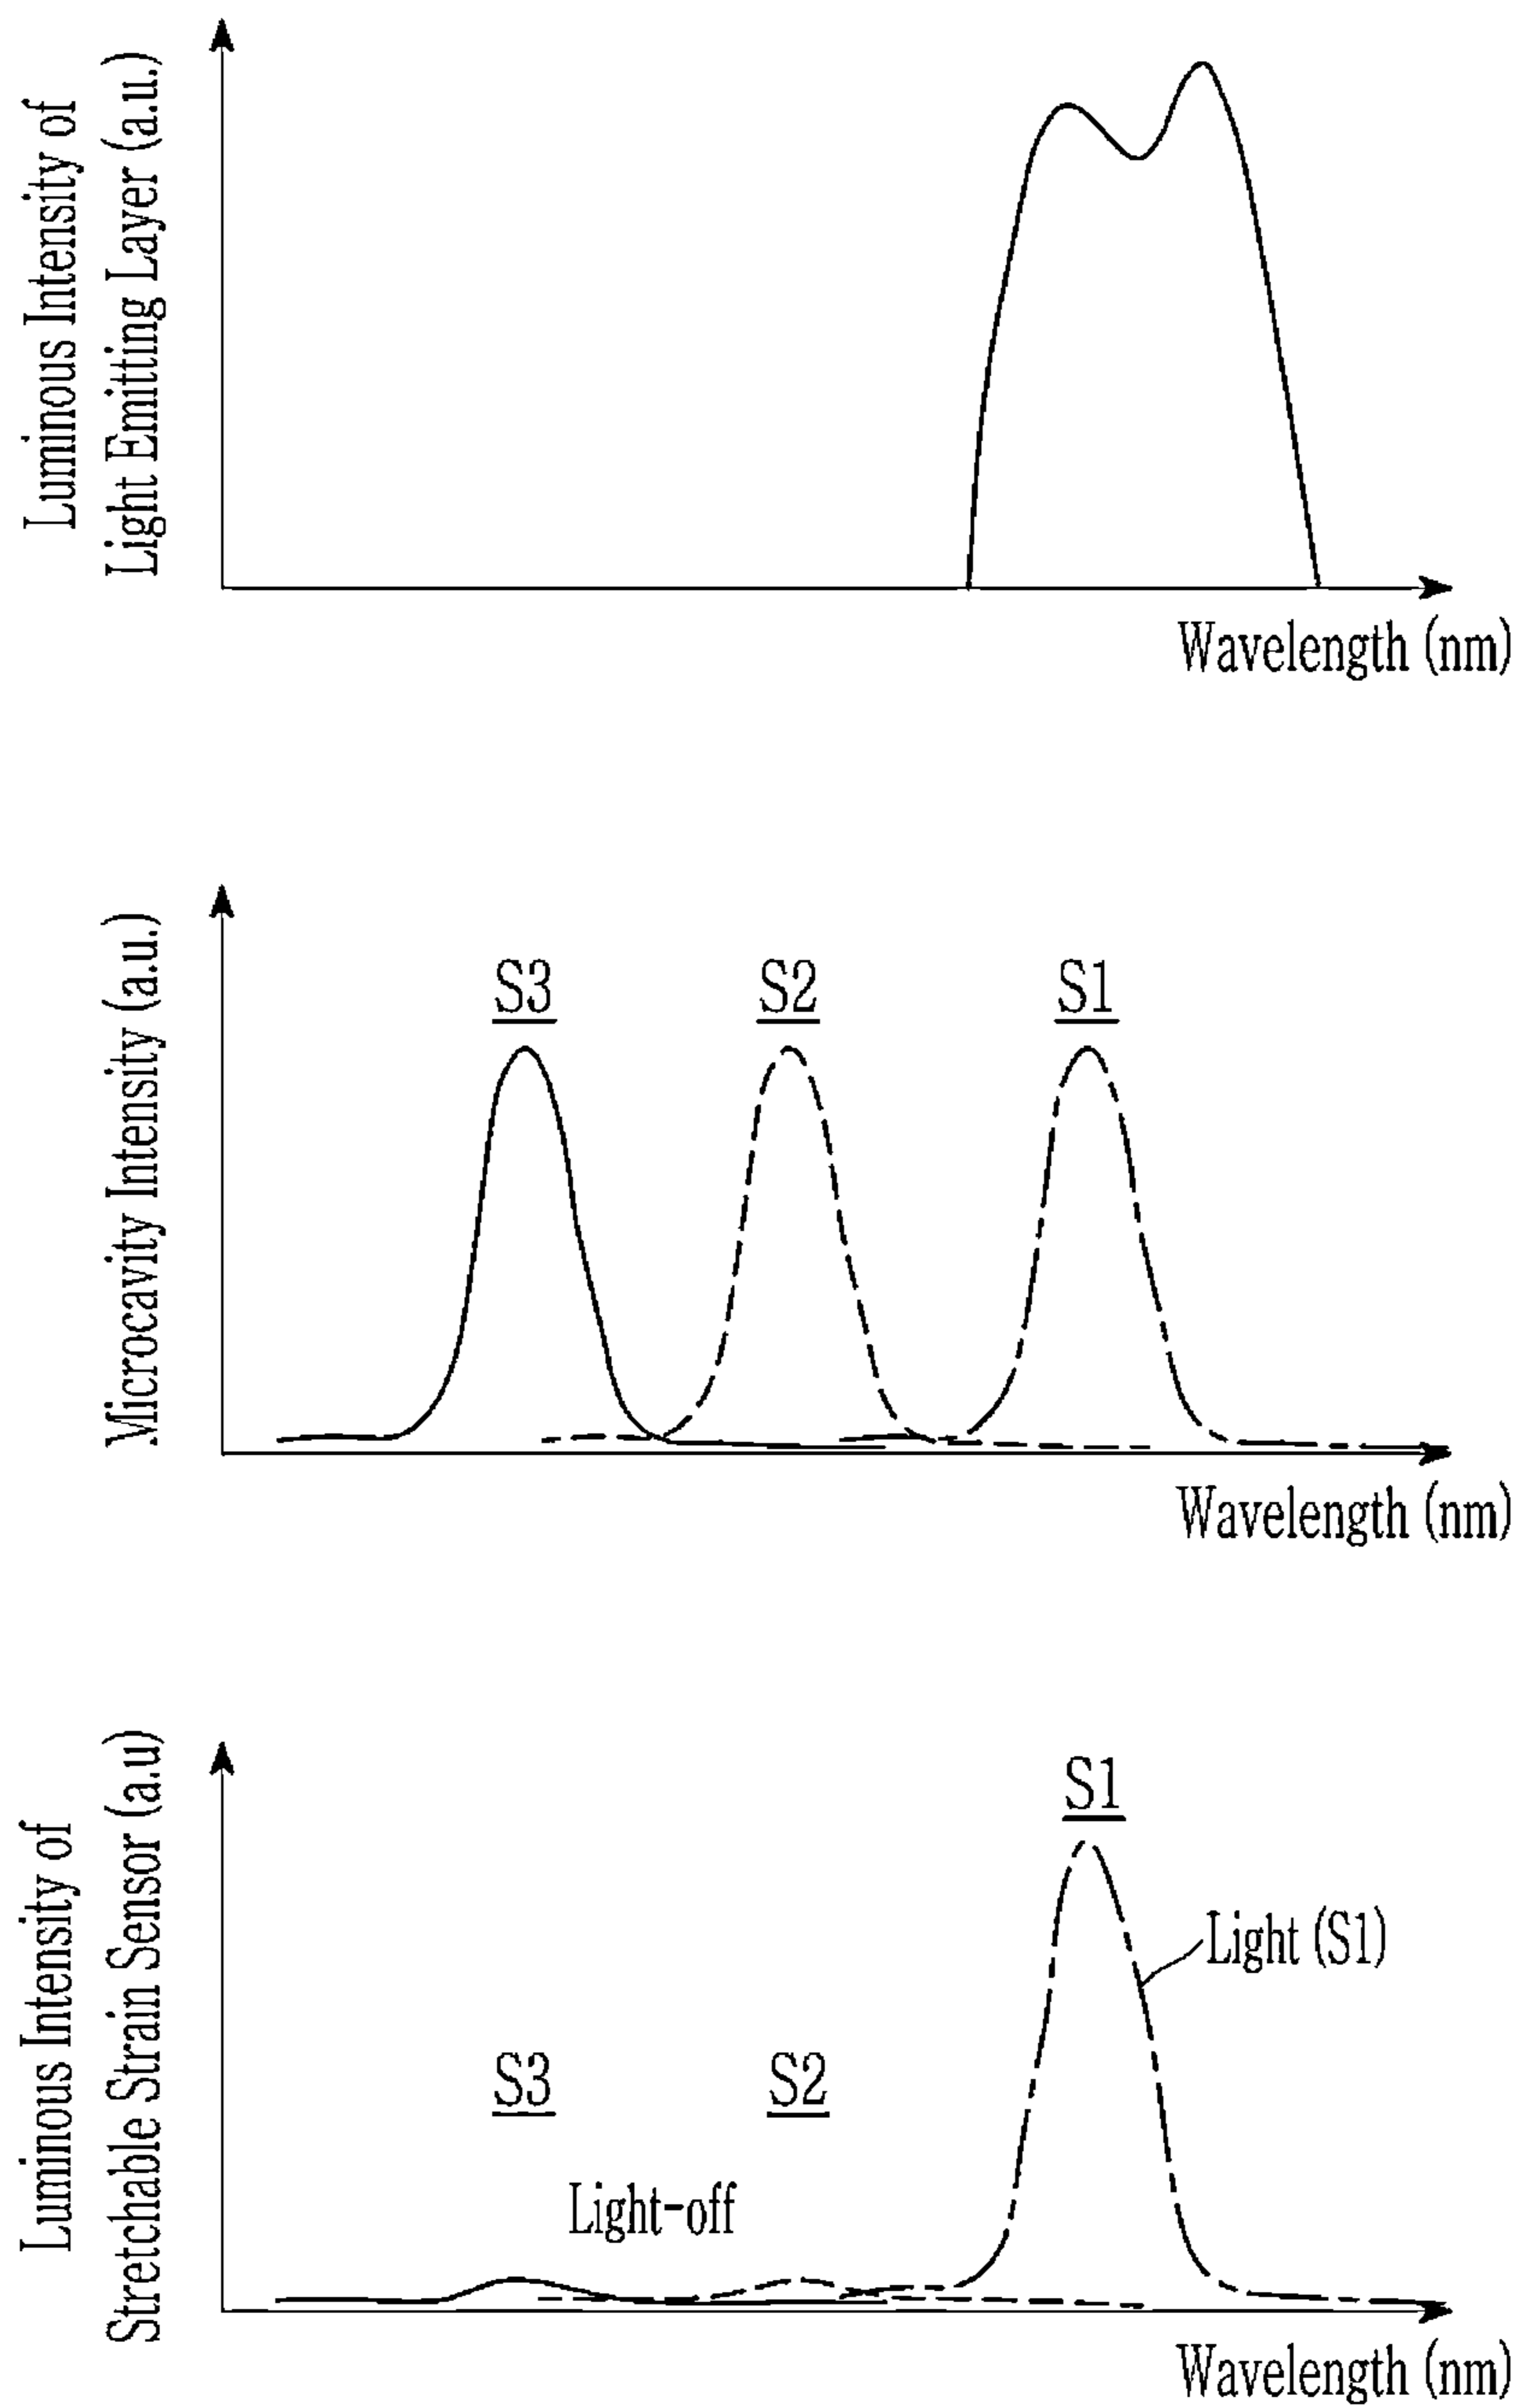 Luminous Intensity of
Light Emitting Layer (a.u.)
Wavelength (nm)
Microcavity Intensity (a.u.)
S3 S2 S1
Wavelength (nm)
Luminous Intensity of
Stretchable Strain Sensor (a.u)
S1
Light (S1)
S3 S2
Light-off
Wavelength (nm)